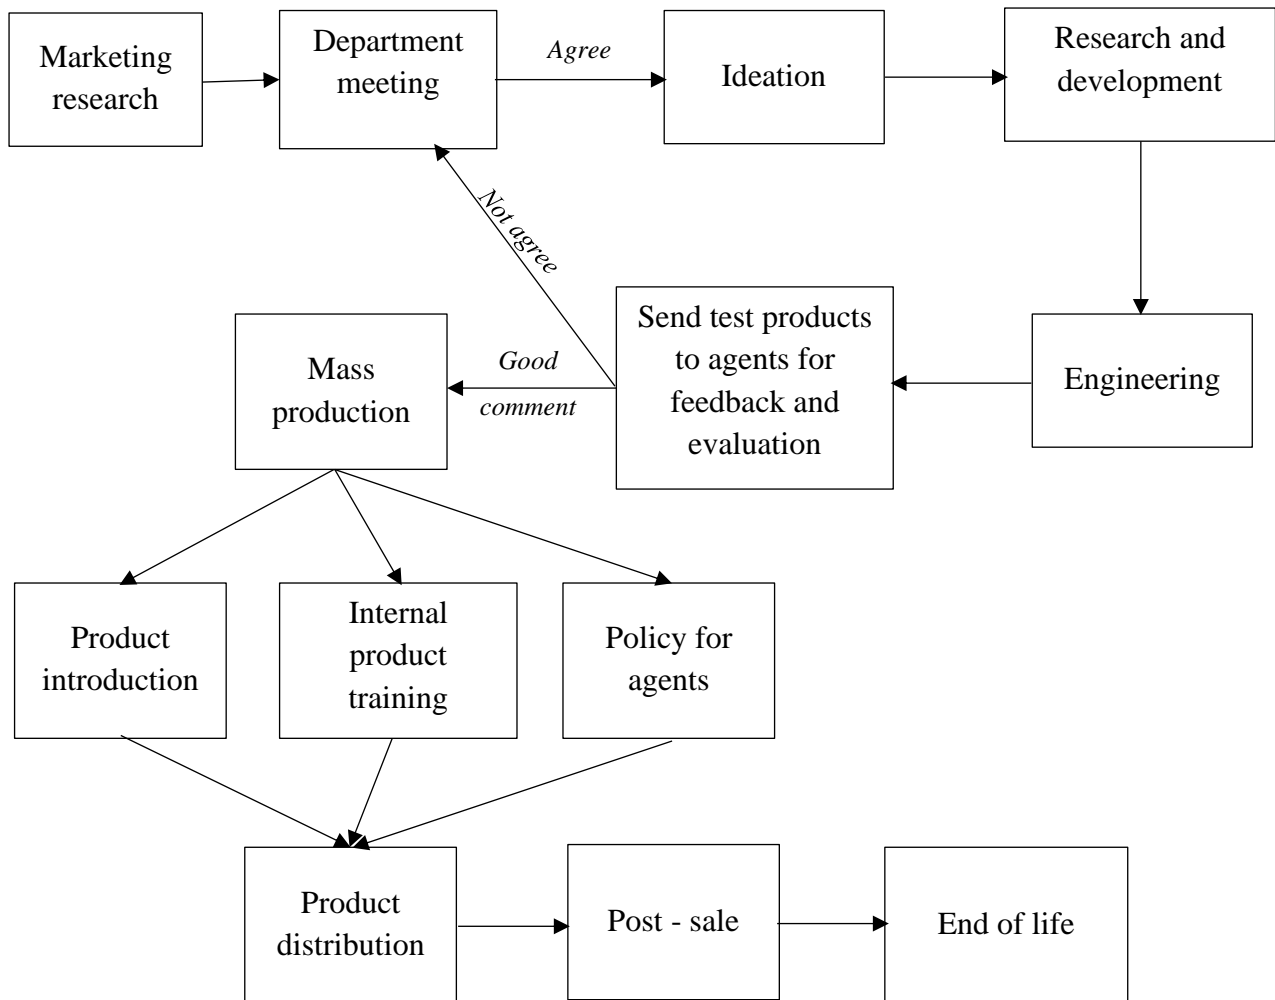 Marketing
research
Department
meeting
Agree
Ideation
Research and
development
Not agree
Mass
production
Good
comment
Send test products
to agents for
feedback and
evaluation
Engineering
Product
introduction
Internal
product
training
Policy for
agents
Product
distribution
Post - sale
End of life